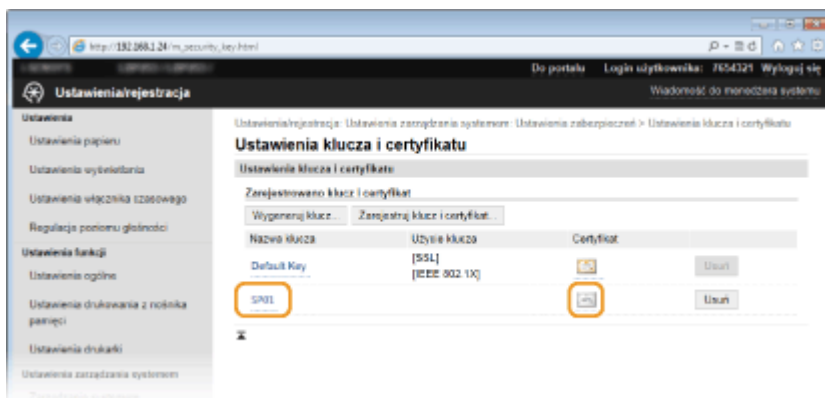 http://192.168.1.24/m_security_key.html
Do portalu Login użytkownika: 7654321 Wyloguj się
Ustawienia/rejestracja
Wiadomość do menedżera systemu
Ustawienia
Ustawienia papieru
Ustawienia wyświetlania
Ustawienia włącznika czasowego
Regulacja poziomu głośności
Ustawienia funkcji
Ustawienia ogólne
Ustawienia drukowania z nośnika
pamięci
Ustawienia drukarki
Ustawienia zarządzania systemem
Ustawienia/rejestracja: Ustawienia zarządzania systemem: Ustawienia zabezpieczeń > Ustawienia klucza i certyfikatu
Ustawienia klucza i certyfikatu
Ustawienia klucza i certyfikatu
Zarejestrowano klucz i certyfikat
Wygeneruj klucz... Zarejestruj klucz i certyfikat...
Nazwa klucza Użycie klucza Certyfikat
Default Key [SSL] Usuń
[IEEE 802.1X]
SP01 Usuń